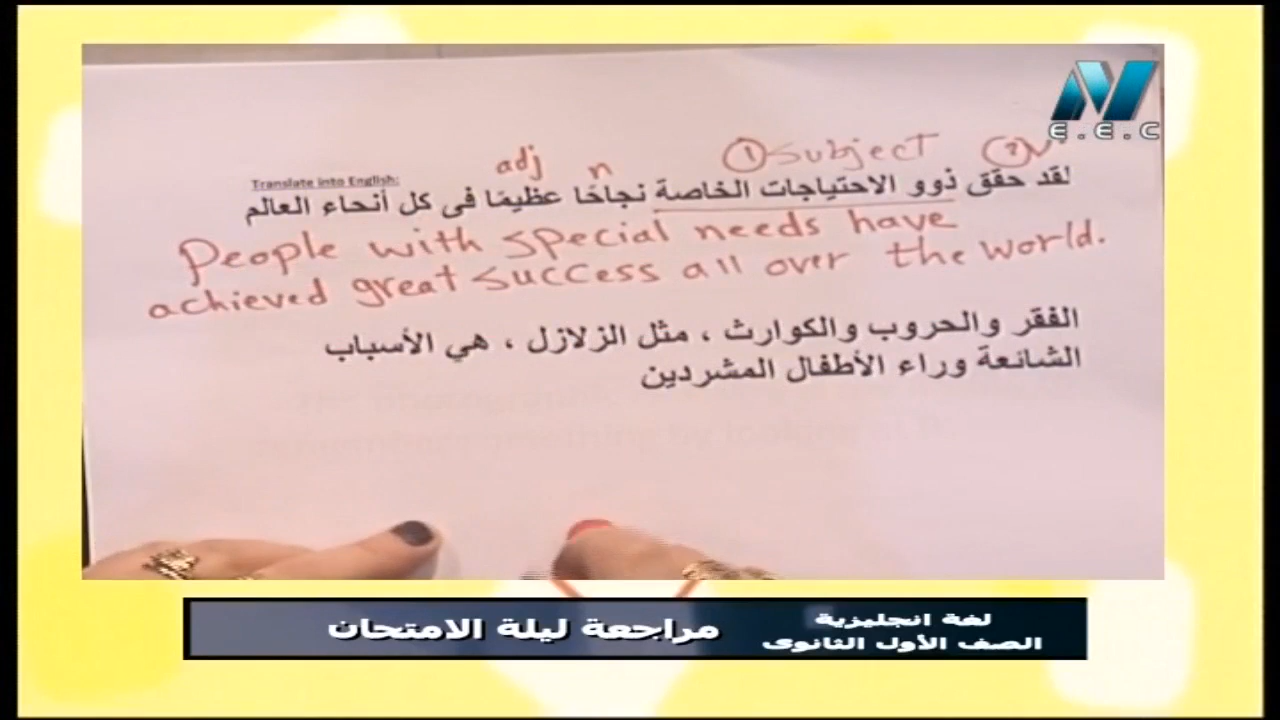 E.E.C
adj n ① Subject ② v
Translate into English:
لقد حقق ذوو الاحتياجات الخاصة نجاحًا عظيمًا فى كل أنحاء العالم
People with special needs have
achieved great success all over the world.
الفقر والحروب والكوارث ، مثل الزلازل ، هي الأسباب
الشائعة وراء الأطفال المشردين
لغة انجليزية
الصف الأول الثانوى
مراجعة ليلة الامتحان